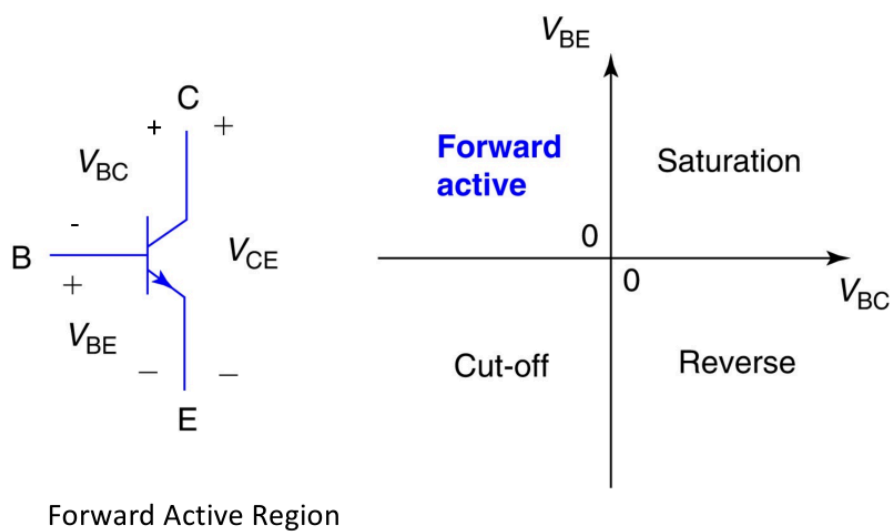 C
+ +
V_BC
-
B
V_CE
+
V_BE
− −
E
Forward Active Region
V_BE
Forward
active
Saturation
0
0
V_BC
Cut-off
Reverse